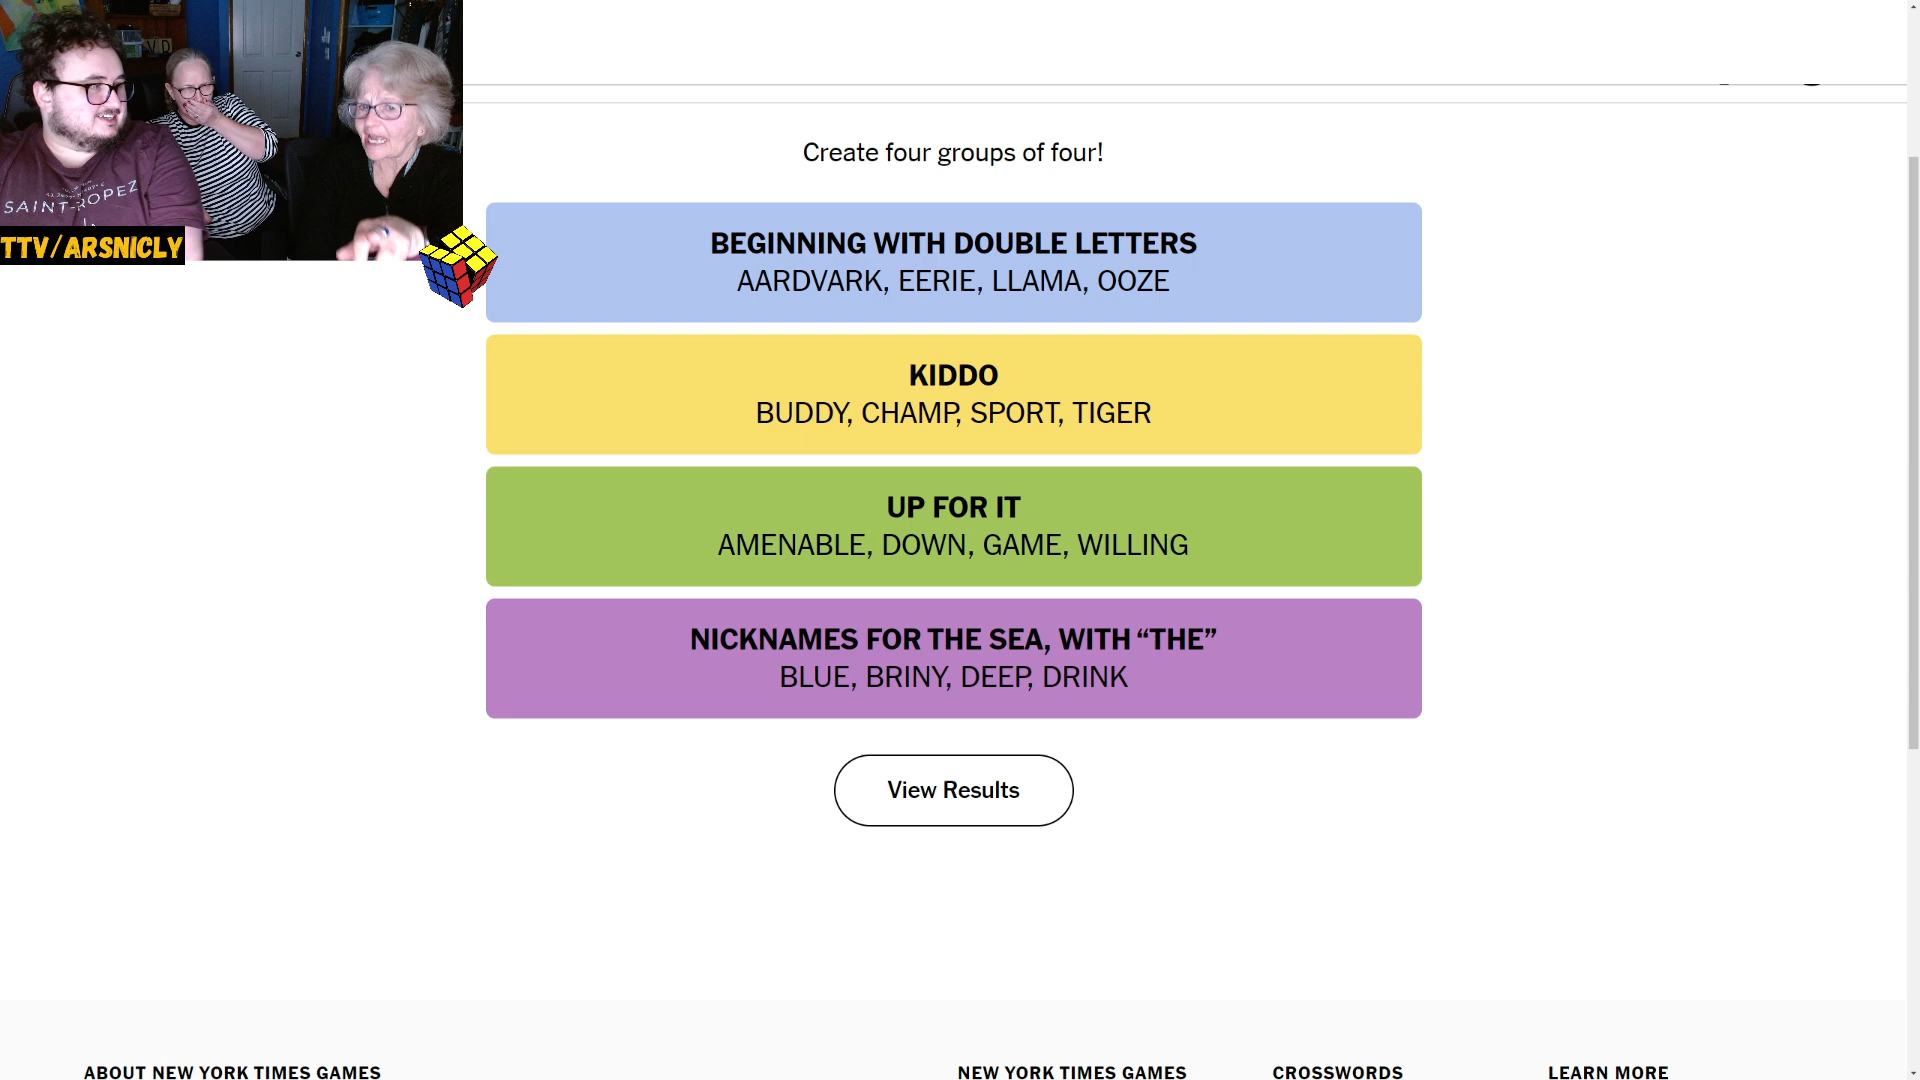 SAINT-ROPEZ
TTV/ARSNICLY
Create four groups of four!
BEGINNING WITH DOUBLE LETTERS
AARDVARK, EERIE, LLAMA, OOZE
KIDDO
BUDDY, CHAMP, SPORT, TIGER
UP FOR IT
AMENABLE, DOWN, GAME, WILLING
NICKNAMES FOR THE SEA, WITH “THE”
BLUE, BRINY, DEEP, DRINK
View Results
ABOUT NEW YORK TIMES GAMES
NEW YORK TIMES GAMES
CROSSWORDS
LEARN MORE